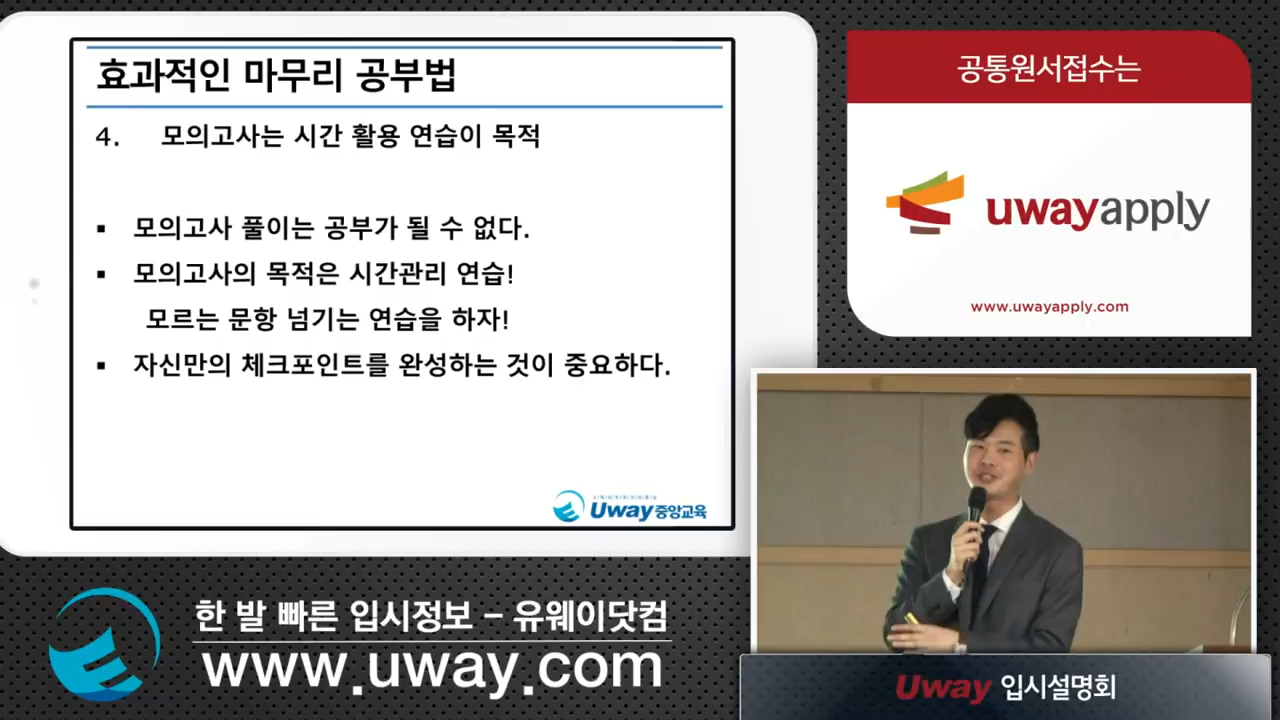 효과적인 마무리 공부법
4. 모의고사는 시간 활용 연습이 목적
▪ 모의고사 풀이는 공부가 될 수 없다.
▪ 모의고사의 목적은 시간관리 연습!
모르는 문항 넘기는 연습을 하자!
▪ 자신만의 체크포인트를 완성하는 것이 중요하다.
Uway중앙교육
공통원서접수는
uwayapply
www.uwayapply.com
한 발 빠른 입시정보 – 유웨이닷컴
www.uway.com
Uway 입시설명회